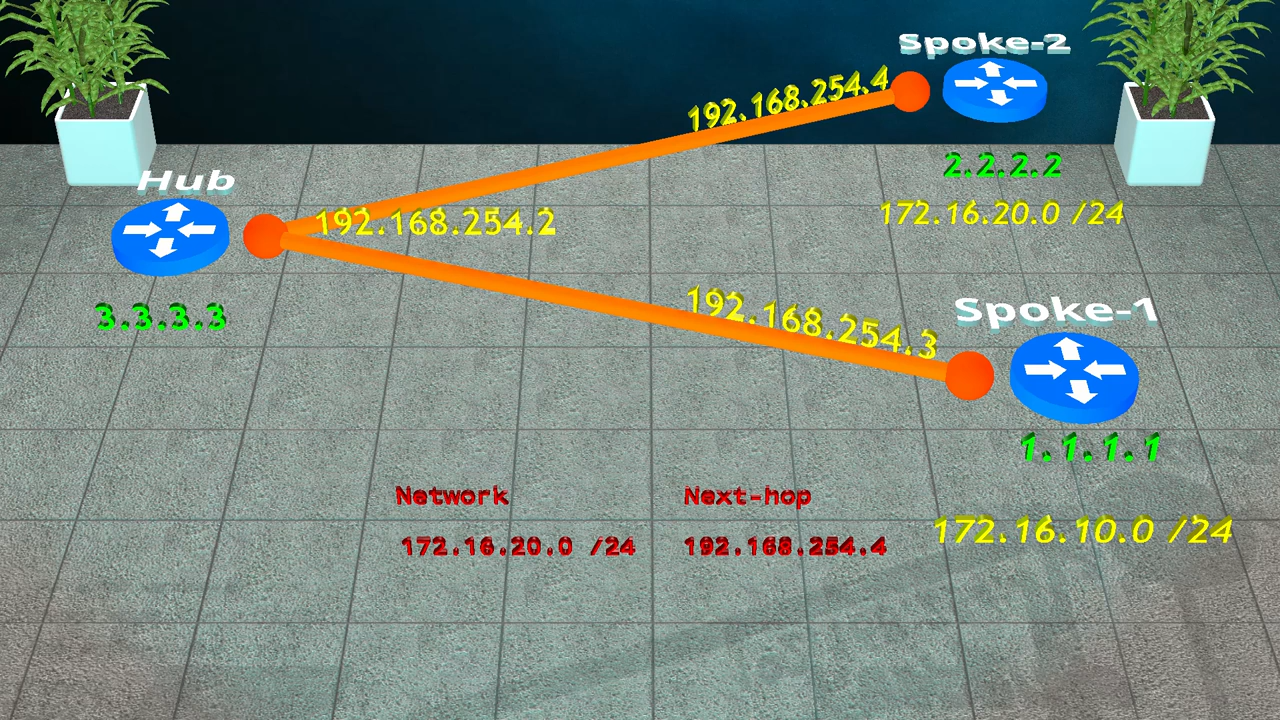 Spoke-2
192.168.254.4
2.2.2.2
172.16.20.0 /24
Hub
192.168.254.2
3.3.3.3
192.168.254.3
Spoke-1
1.1.1.1
172.16.10.0 /24
Network Next-hop
172.16.20.0 /24 192.168.254.4